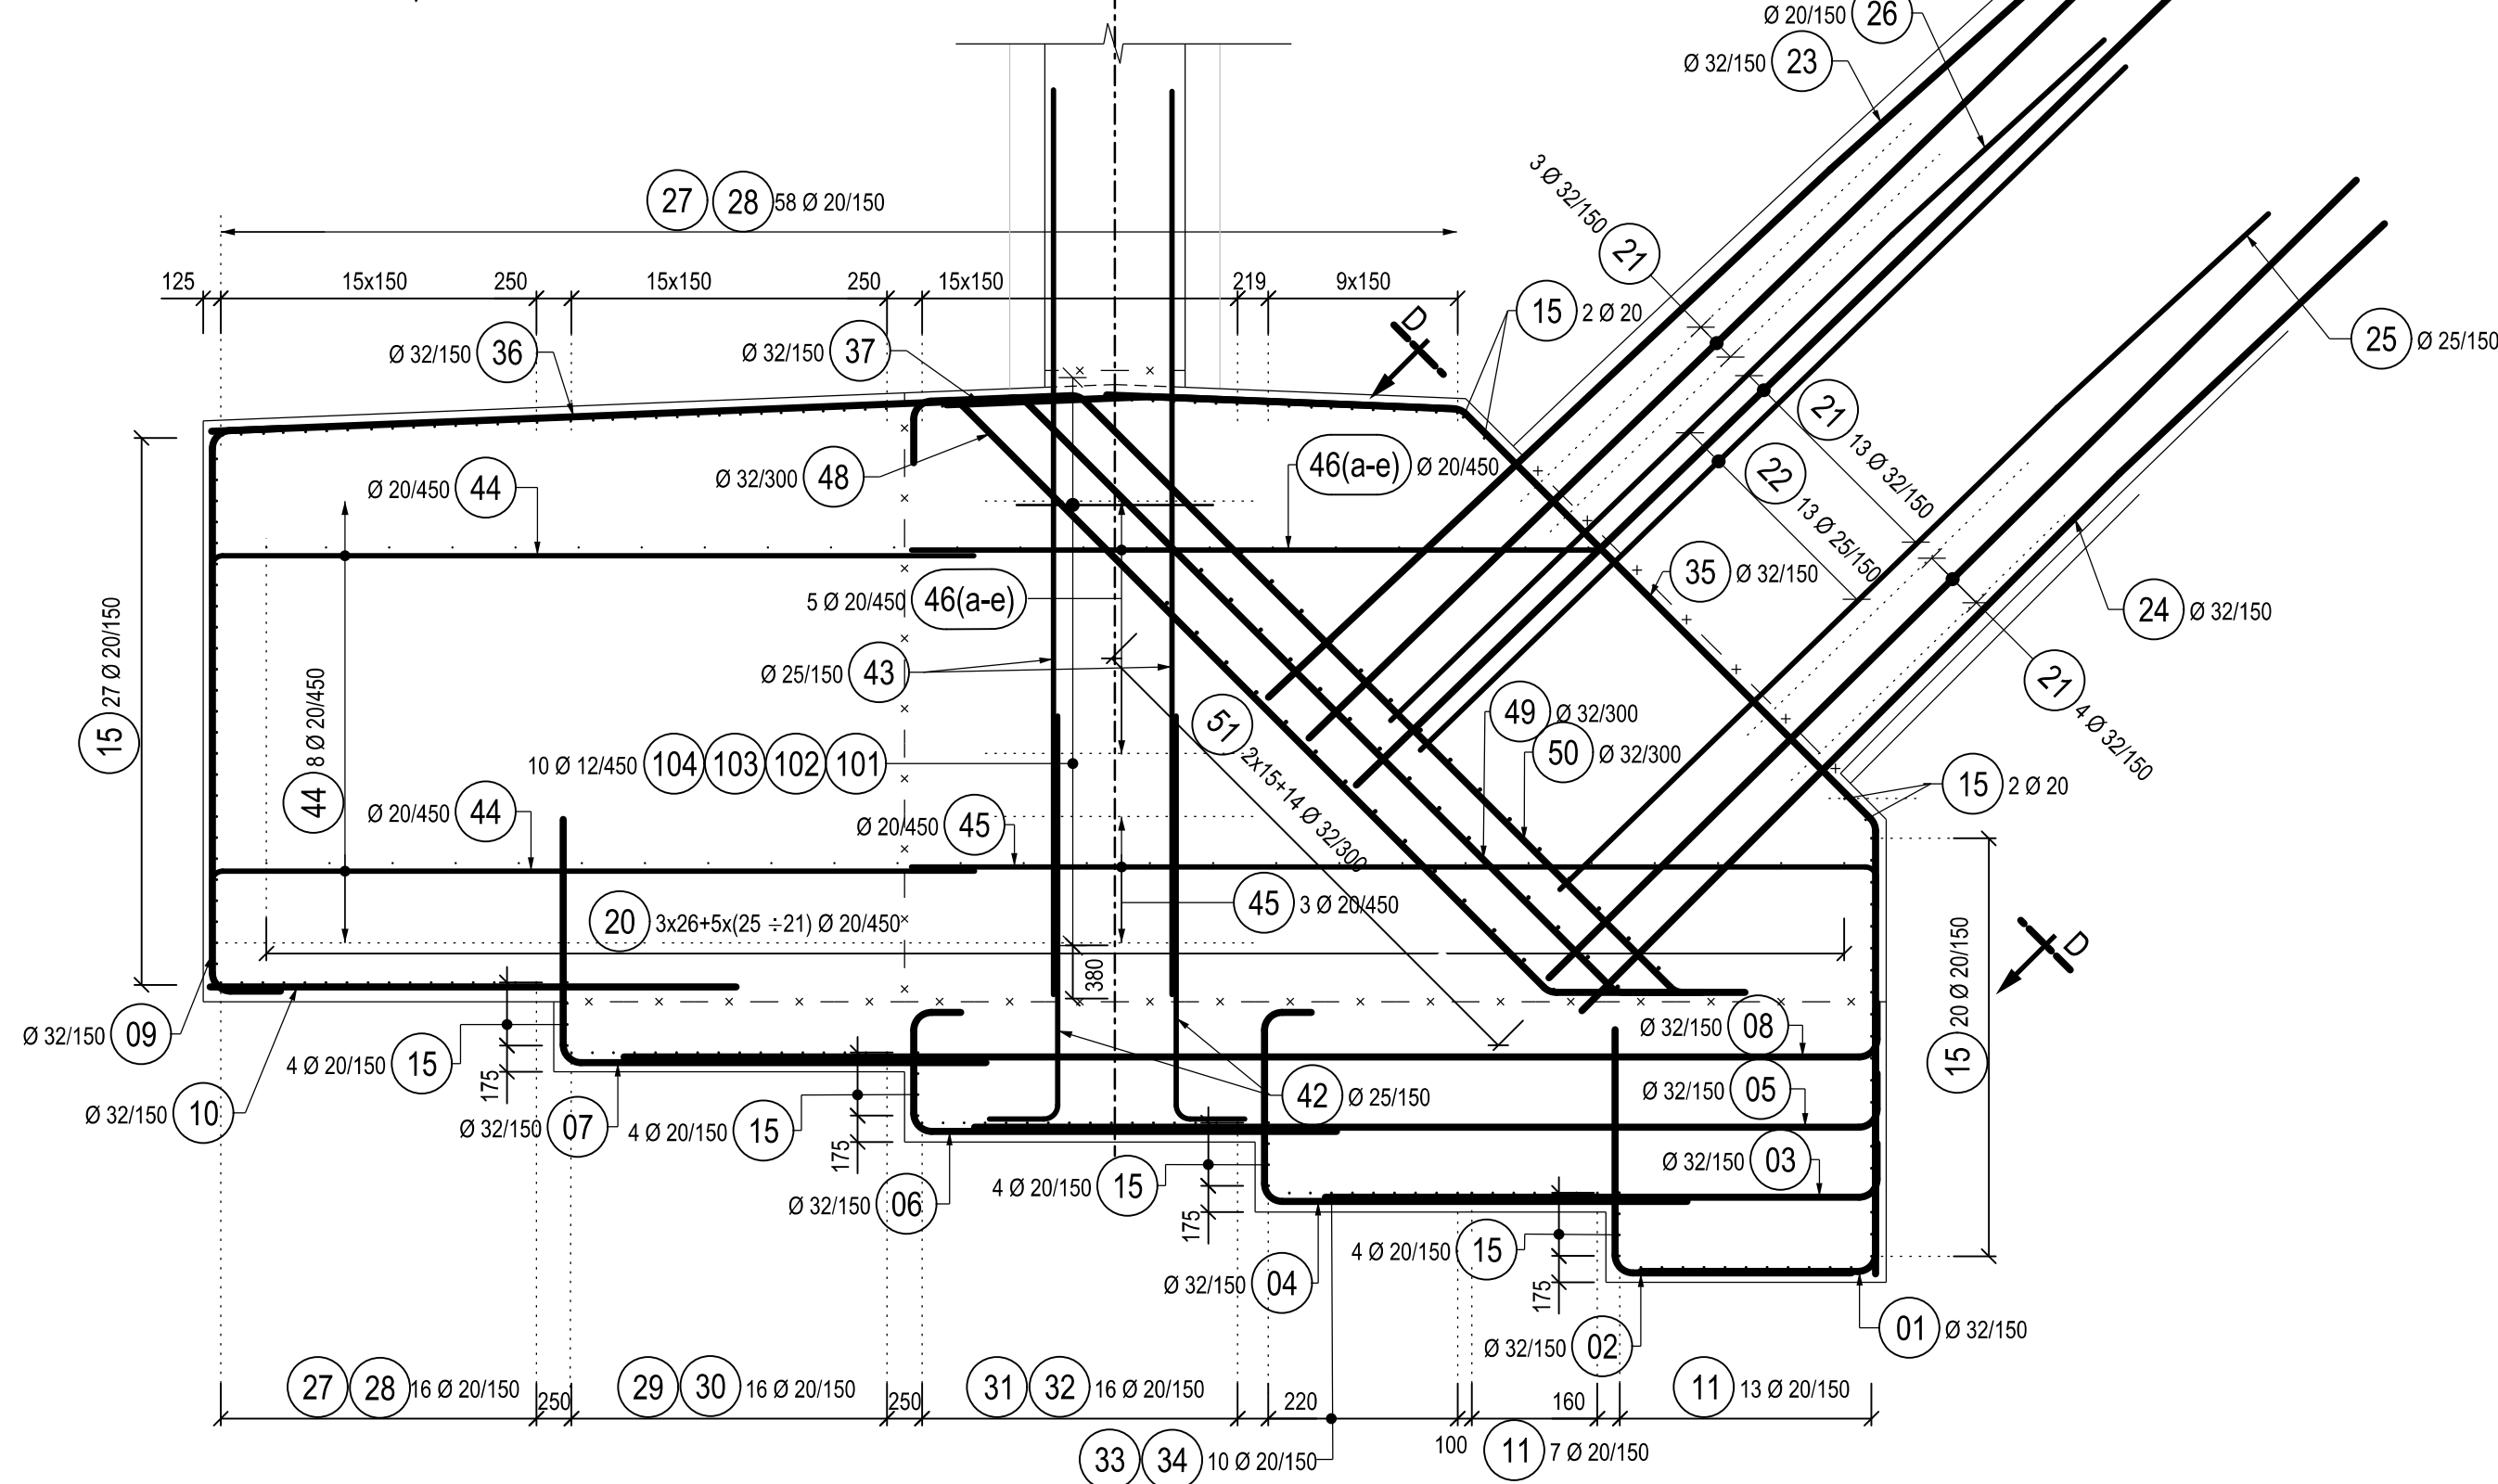 Ø 20/150 26
Ø 32/150 23
3 Ø 32/150 21
27 28 58 Ø 20/150
125 15x150 250 15x150 250 15x150 219 9x150
15 2 Ø 20
D
25 Ø 25/150
Ø 32/150 36
Ø 32/150 37
21 13 Ø 32/150
22 13 Ø 25/150
Ø 32/300 48
46(a-e) Ø 20/450
Ø 20/450 44
35 Ø 32/150
5 Ø 20/450 46(a-e)
24 Ø 32/150
15 27 Ø 20/150
44 8 Ø 20/450
Ø 25/150 43
21 4 Ø 32/150
51 2x15+14 Ø 32/300
49 Ø 32/300
50 Ø 32/300
10 Ø 12/450 104 103 102 101
15 2 Ø 20
Ø 20/450 44
Ø 20/450 45
45 3 Ø 20/450
20 3x26+5x(25 ÷21) Ø 20/450
D
380
15 20 Ø 20/150
Ø 32/150 09
Ø 32/150 08
4 Ø 20/150 15
175
Ø 32/150 10
Ø 32/150 07
4 Ø 20/150 15
175
42 Ø 25/150
Ø 32/150 05
Ø 32/150 03
4 Ø 20/150 15
175
Ø 32/150 06
4 Ø 20/150 15
175
Ø 32/150 04
Ø 32/150 02
01 Ø 32/150
27 28 16 Ø 20/150 250 29 30 16 Ø 20/150 250 31 32 16 Ø 20/150 220 160 11 13 Ø 20/150
33 34 10 Ø 20/150 100 11 7 Ø 20/150